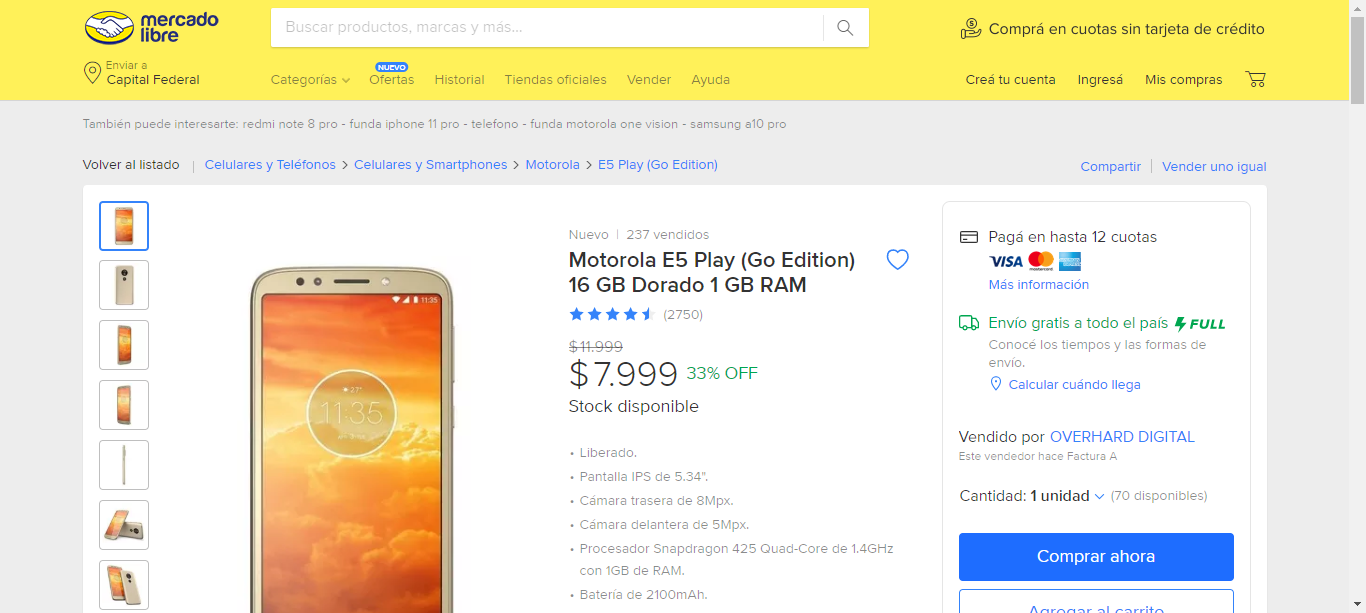 mercado
libre
Buscar productos, marcas y más...
Comprá en cuotas sin tarjeta de crédito
Enviar a
Capital Federal
Categorías
NUEVO
Ofertas
Historial
Tiendas oficiales
Vender
Ayuda
Creá tu cuenta
Ingresá
Mis compras
También puede interesarte: redmi note 8 pro - funda iphone 11 pro - telefono - funda motorola one vision - samsung a10 pro
Volver al listado | Celulares y Teléfonos > Celulares y Smartphones > Motorola > E5 Play (Go Edition)
Compartir | Vender uno igual
11:35
27°
11:35
Nuevo | 237 vendidos
Motorola E5 Play (Go Edition)
16 GB Dorado 1 GB RAM
(2750)
$ 11.999
$ 7.999 33% OFF
Stock disponible
• Liberado.
• Pantalla IPS de 5.34".
• Cámara trasera de 8Mpx.
• Cámara delantera de 5Mpx.
• Procesador Snapdragon 425 Quad-Core de 1.4GHz
con 1GB de RAM.
• Batería de 2100mAh.
Pagá en hasta 12 cuotas
VISA mastercard
Más información
Envío gratis a todo el país FULL
Conocé los tiempos y las formas de
envío.
Calcular cuándo llega
Vendido por OVERHARD DIGITAL
Este vendedor hace Factura A
Cantidad: 1 unidad (70 disponibles)
Comprar ahora
Agregar al carrito